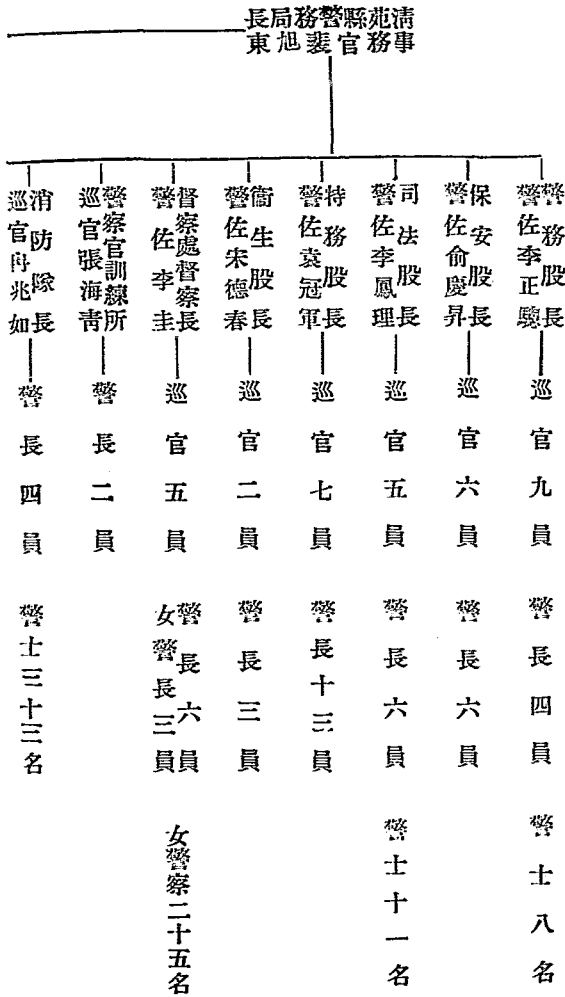 清苑縣警務局長
事務官裴旭東
警務股長
警佐李正驄
巡官九員
警長四員
警士八名
保安股長
警佐俞慶昇
巡官六員
警長六員
司法股長
警佐李鳳理
巡官五員
警長六員
警士十一名
特務股長
警佐袁冠軍
巡官七員
警長十三員
衞生股長
警佐宋德春
巡官二員
警長三員
督察處督察長
警佐李圭
巡官五員
警長六員
女警長三員
女警察二十五名
警察官訓練所
巡官張海青
警長二員
消防隊長
巡官冉兆如
警長四員
警士三十三名